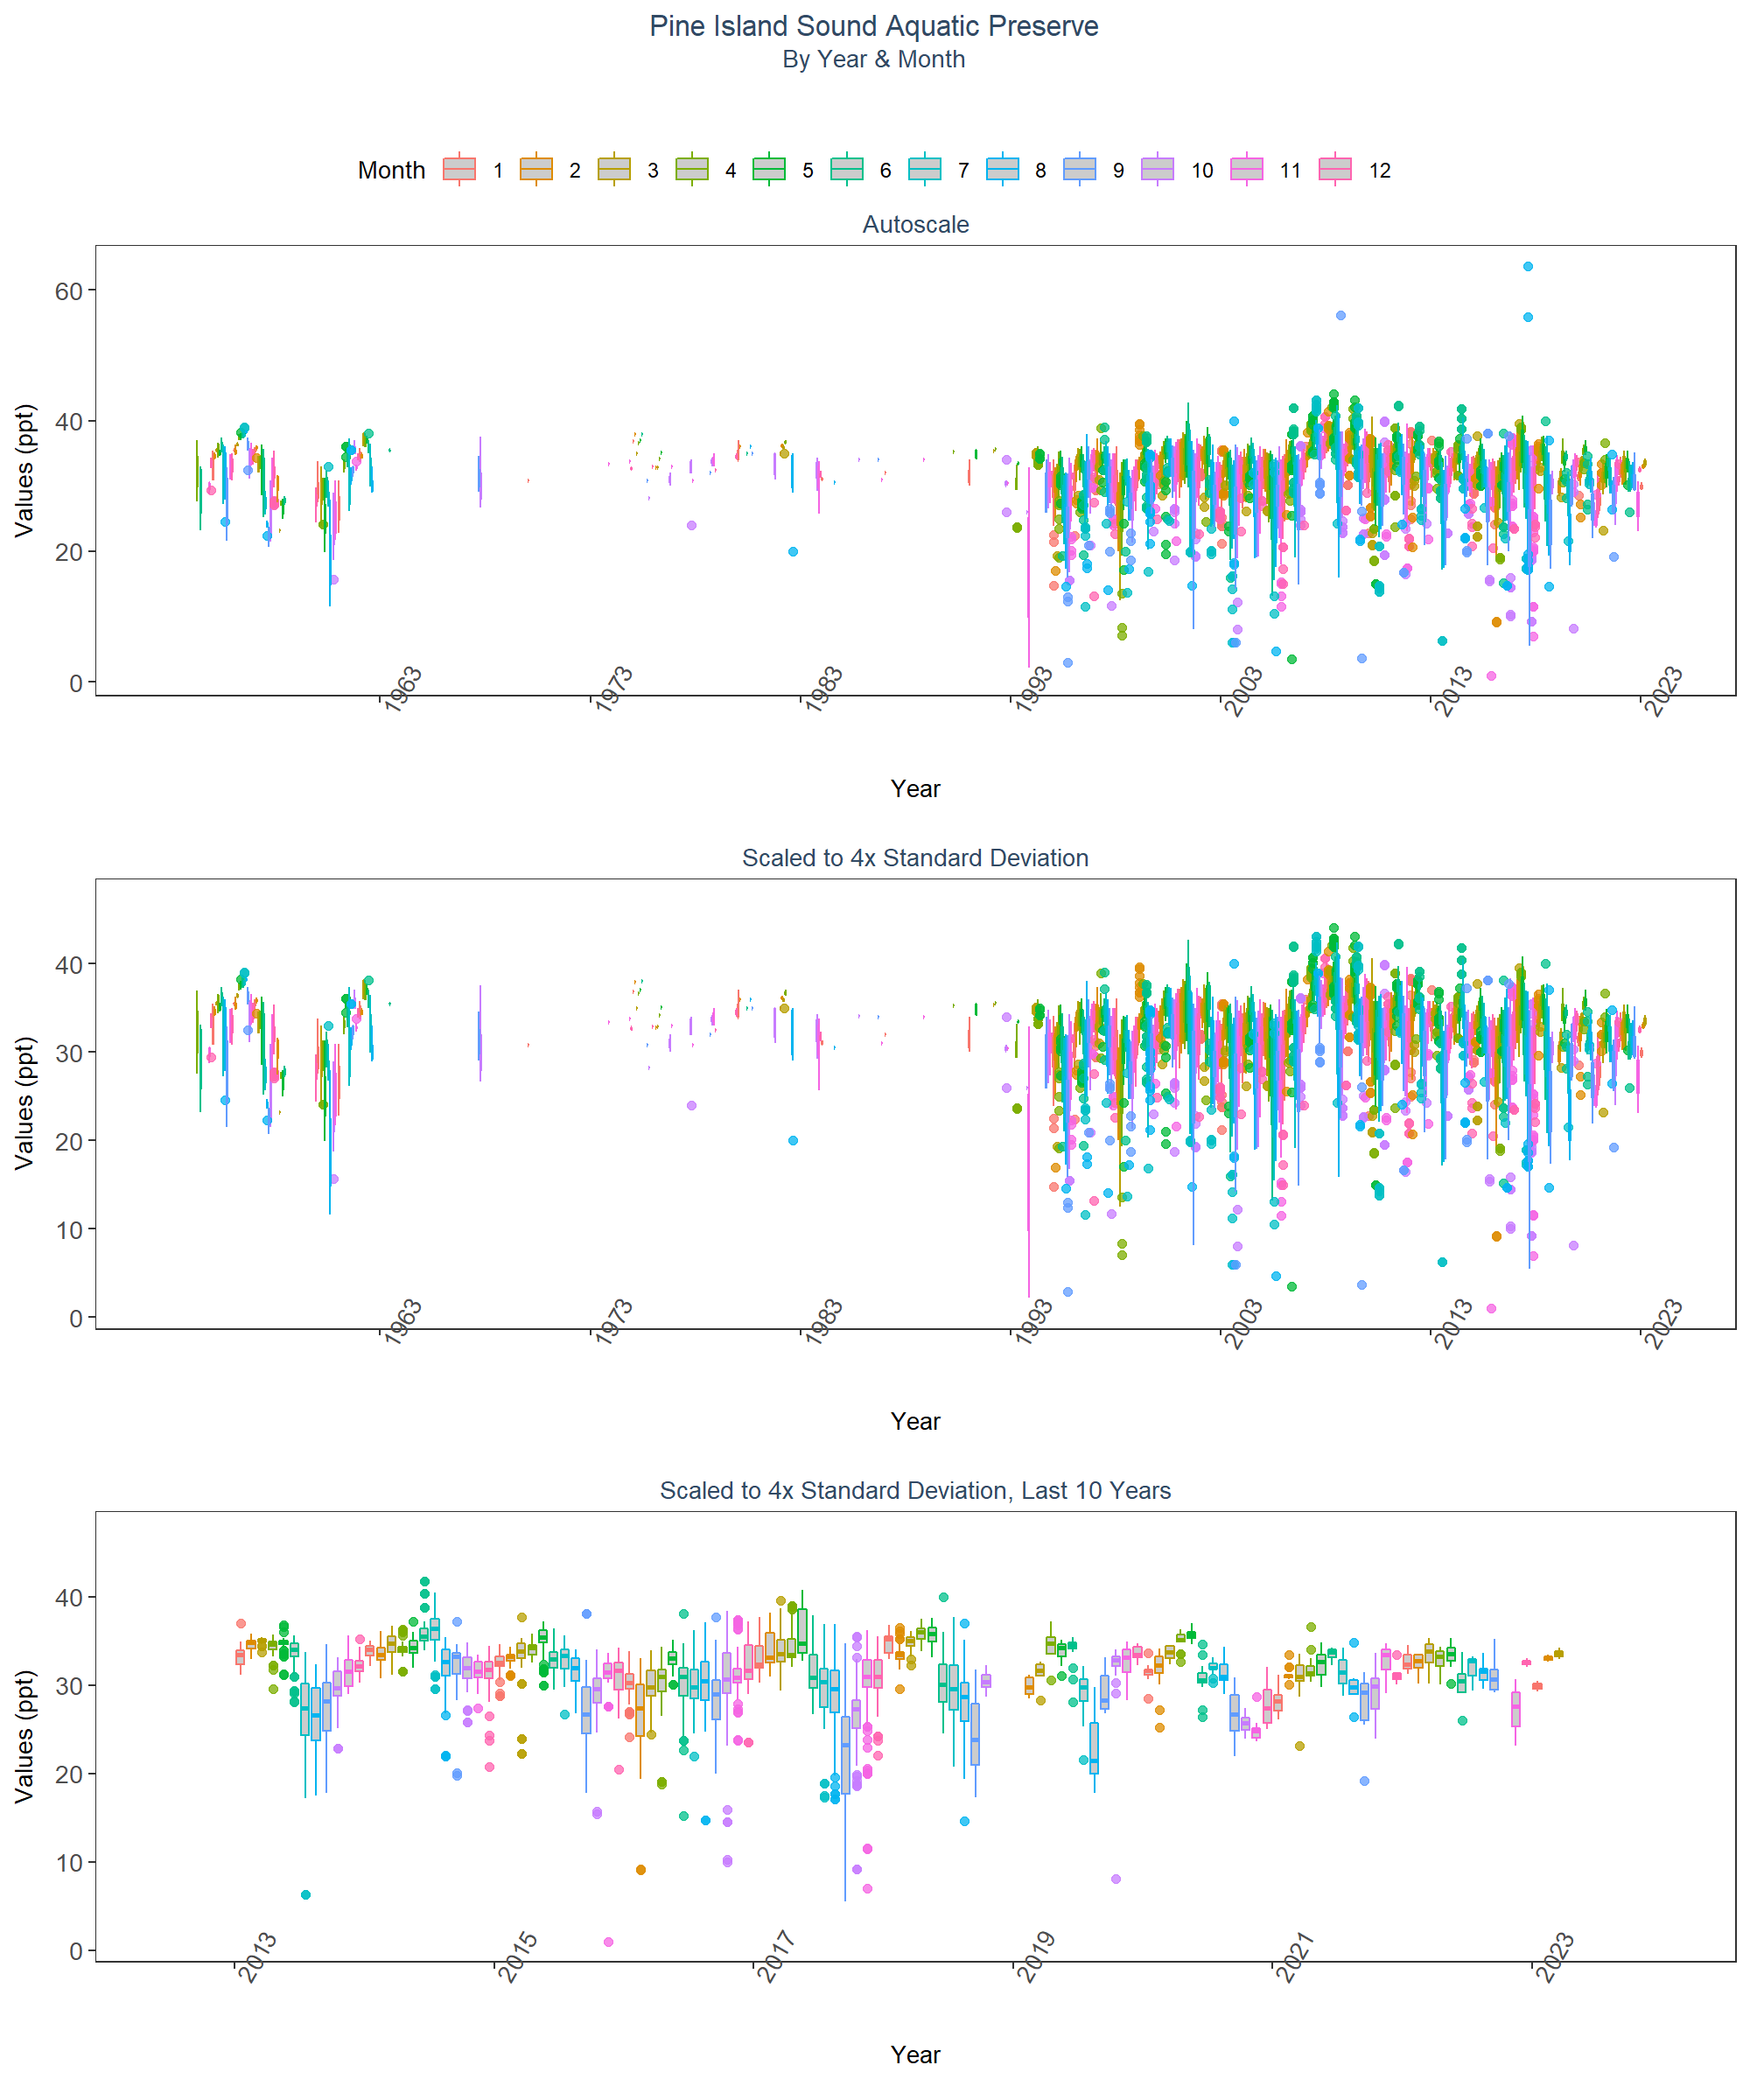 Pine Island Sound Aquatic Preserve
By Year & Month
Month 1 2 3 4 5 6 7 8 9 10 11 12
Autoscale
Values (ppt)
60
40
20
0
1963 1973 1983 1993 2003 2013 2023
Year
Scaled to 4x Standard Deviation
Values (ppt)
40
30
20
10
0
1963 1973 1983 1993 2003 2013 2023
Year
Scaled to 4x Standard Deviation, Last 10 Years
Values (ppt)
40
30
20
10
0
2013 2015 2017 2019 2021 2023
Year